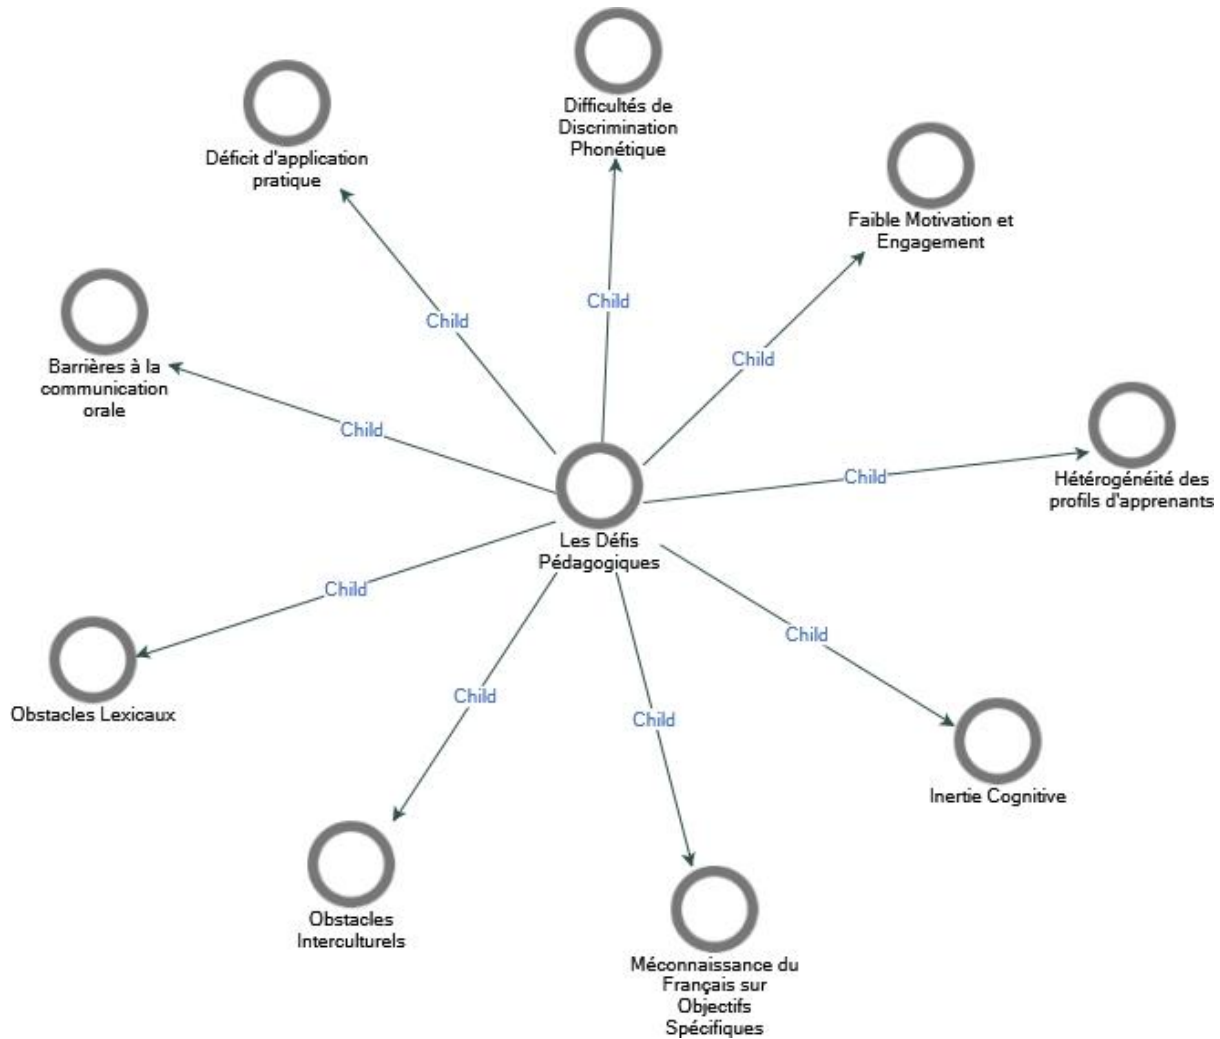 Difficultés de
Discrimination
Phonétique
Déficit d'application
pratique
Faible Motivation et
Engagement
Child
Child
Child
Barrières à la
communication
orale
Child
Child
Hétérogénéité des
profils d'apprenants
Les Défis
Pédagogiques
Child
Child
Child
Child
Obstacles Lexicaux
Inertie Cognitive
Obstacles
Interculturels
Méconnaissance du
Français sur
Objectifs
Spécifiques